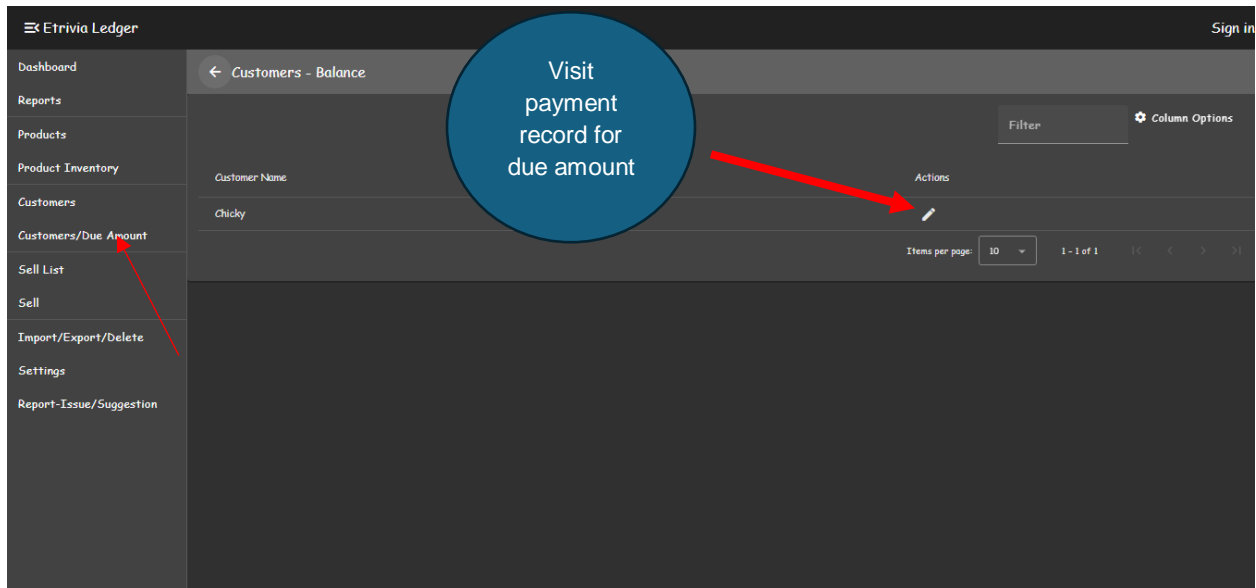 Etrivia Ledger
Sign in
Dashboard
Reports
Products
Product Inventory
Customers
Customers/Due Amount
Sell List
Sell
Import/Export/Delete
Settings
Report-Issue/Suggestion
Customers - Balance
Visit
payment
record for
due amount
Filter
Column Options
Customer Name
Actions
Chicky
Items per page: 10 1 - 1 of 1